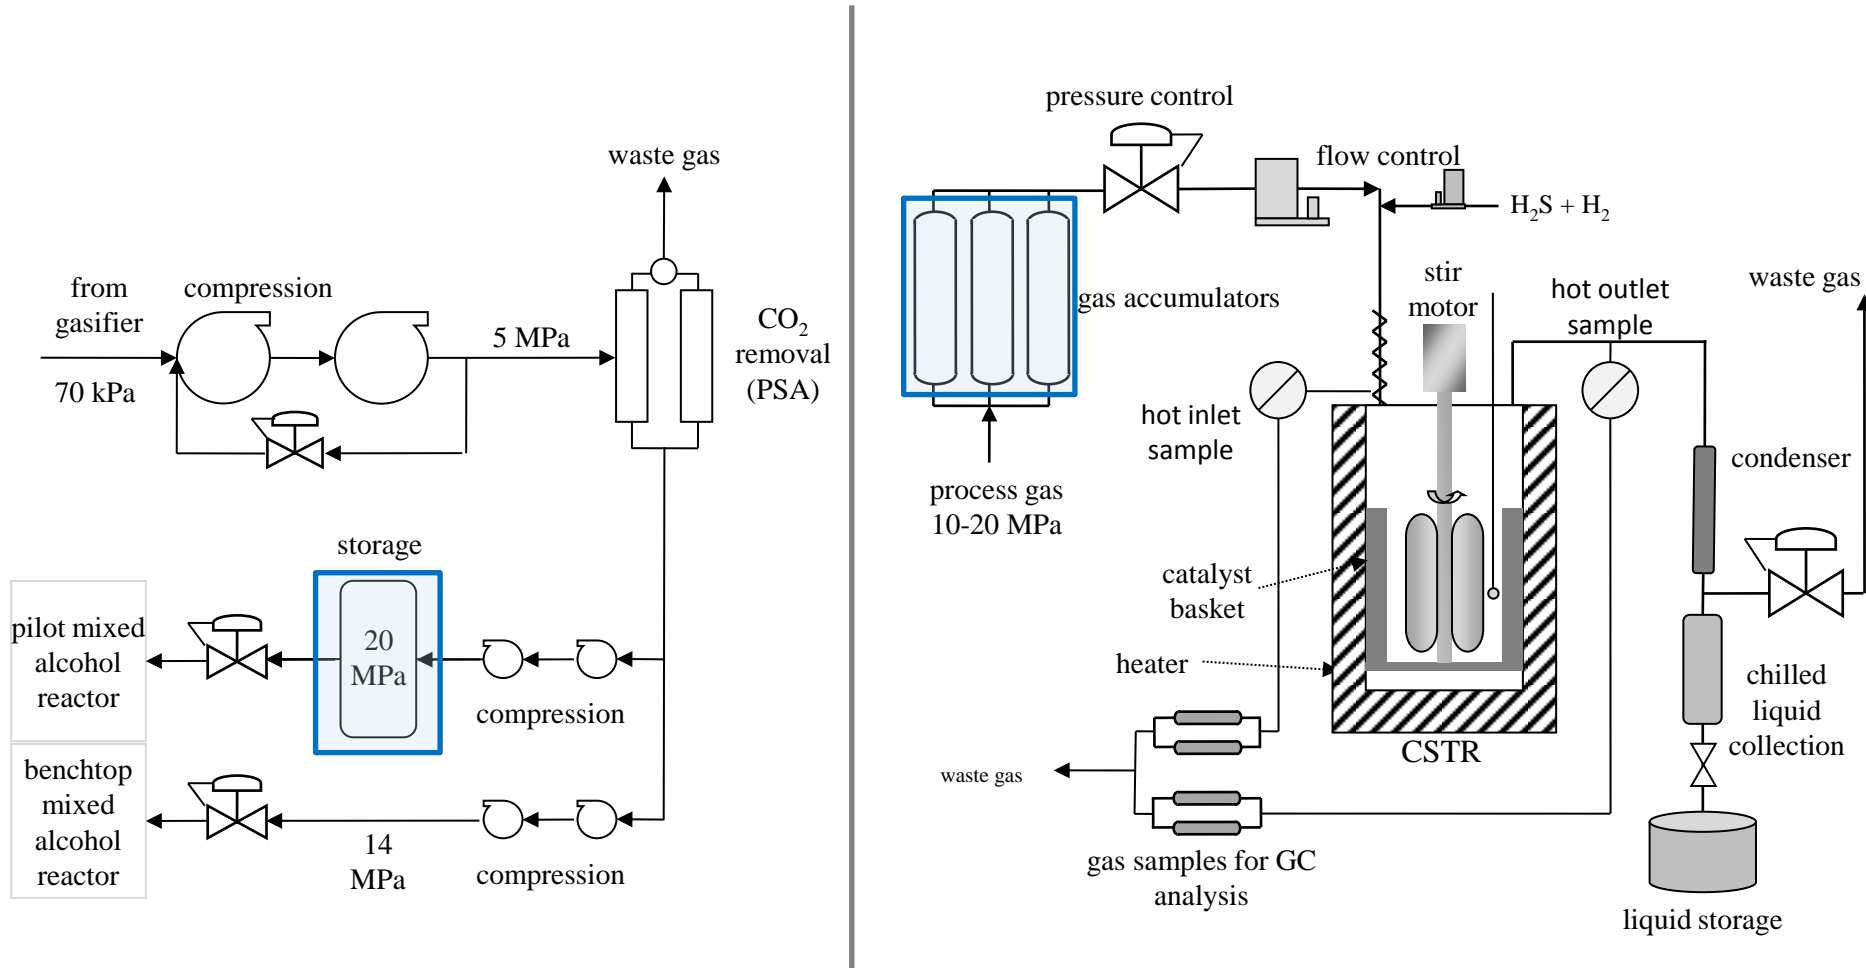 waste gas
from
gasifier
compression
5 MPa
70 kPa
CO₂
removal
(PSA)
storage
pilot mixed
alcohol
reactor
20
MPa
compression
benchtop
mixed
alcohol
reactor
14
MPa
compression
pressure control
flow control
H₂S + H₂
gas accumulators
process gas
10-20 MPa
stir
motor
hot outlet
sample
waste gas
hot inlet
sample
condenser
catalyst
basket
heater
CSTR
chilled
liquid
collection
waste gas
gas samples for GC
analysis
liquid storage